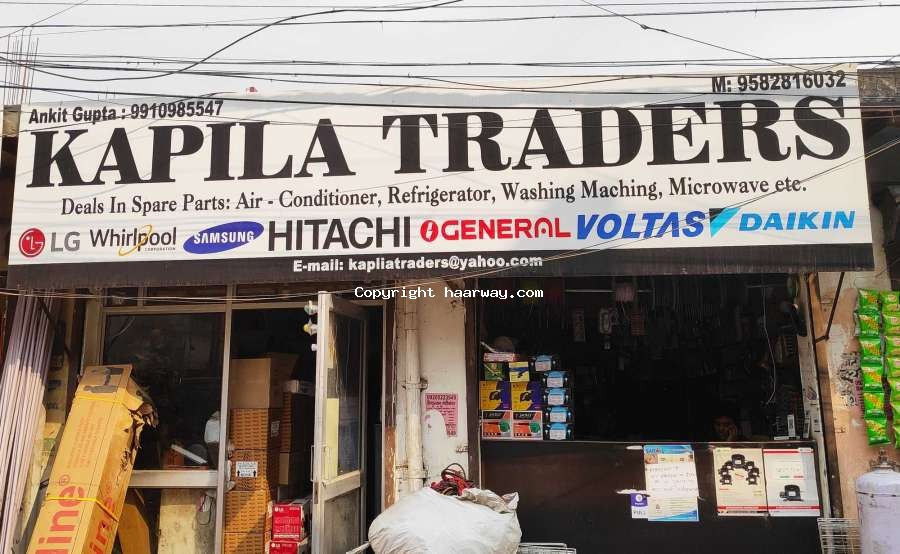 Ankit Gupta : 9910985547
M: 9582816032
KAPILA TRADERS
Deals In Spare Parts: Air - Conditioner, Refrigerator, Washing Maching, Microwave etc.
LG Whirlpool CORPORATION SAMSUNG HITACHI GENERAL VOLTAS DAIKIN
E-mail: kapliatraders@yahoo.com
Copyright haarway.com